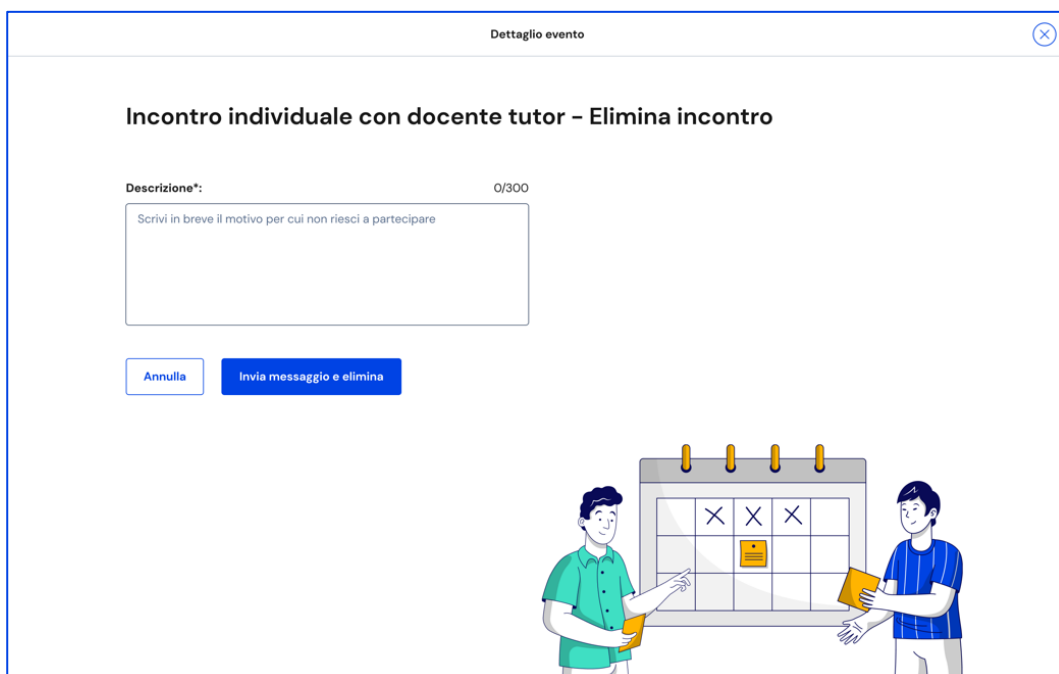 Dettaglio evento
Incontro individuale con docente tutor – Elimina incontro
Descrizione*: 0/300
Scrivi in breve il motivo per cui non riesci a partecipare
Annulla Invia messaggio e elimina